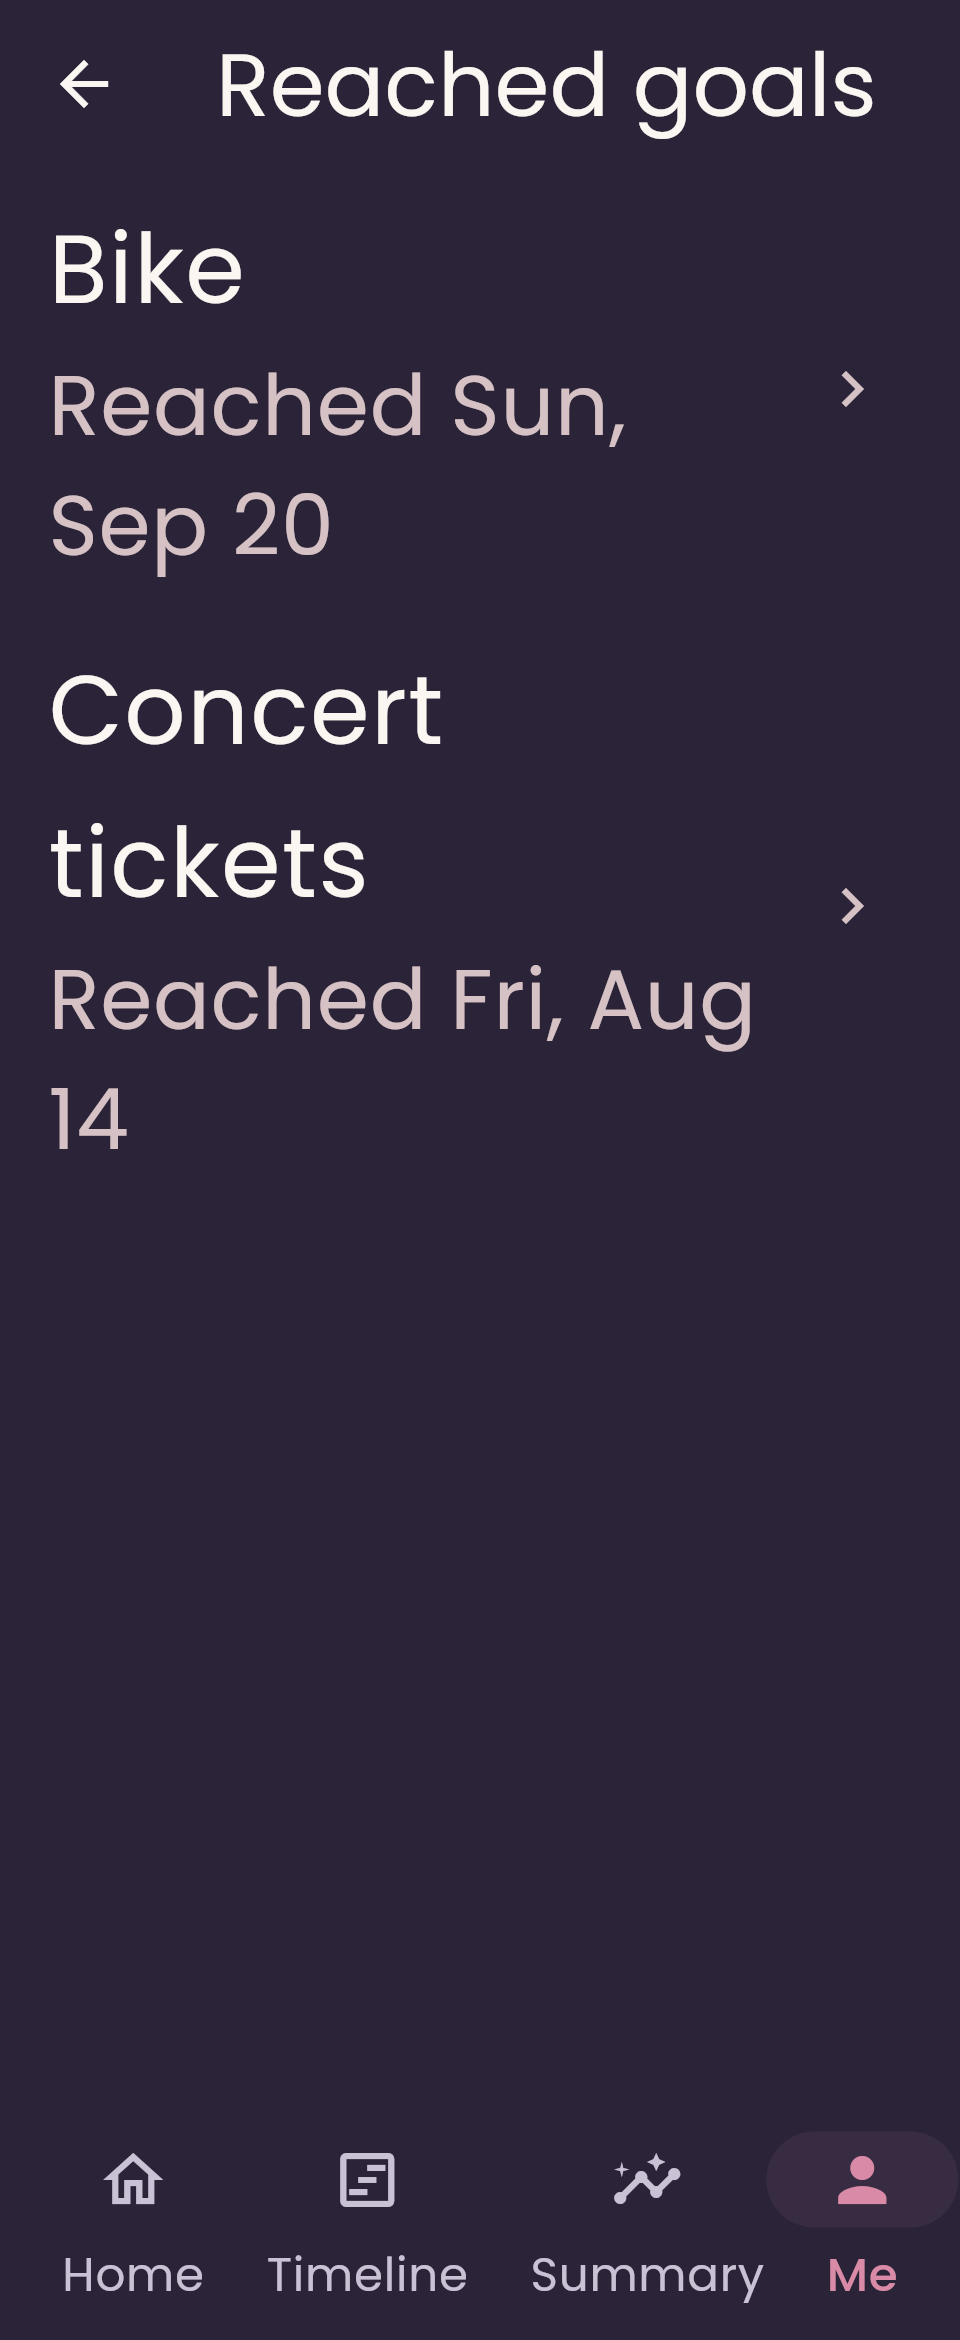 Reached goals
Bike
Reached Sun,
Sep 20
Concert
tickets
Reached Fri, Aug
14
Home
Timeline
Summary
Me